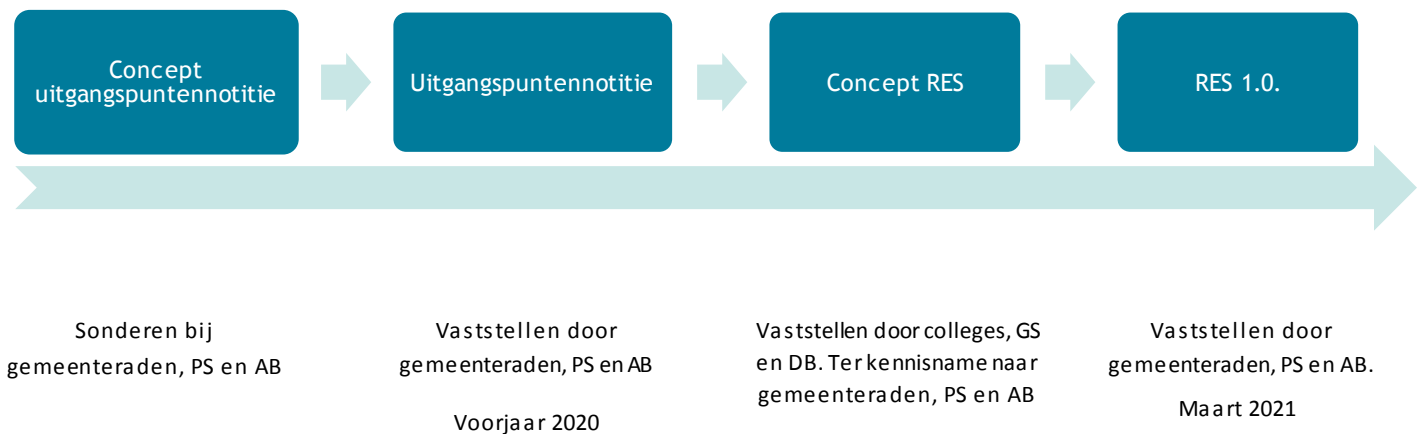 Concept
uitgangspuntennotitie
Uitgangspuntennotitie
Concept RES
RES 1.0.
Sonderen bij
gemeenteraden, PS en AB
Vaststellen door
gemeenteraden, PS en AB
Voorjaar 2020
Vaststellen door colleges, GS
en DB. Ter kennisname naar
gemeenteraden, PS en AB
Vaststellen door
gemeenteraden, PS en AB.
Maart 2021